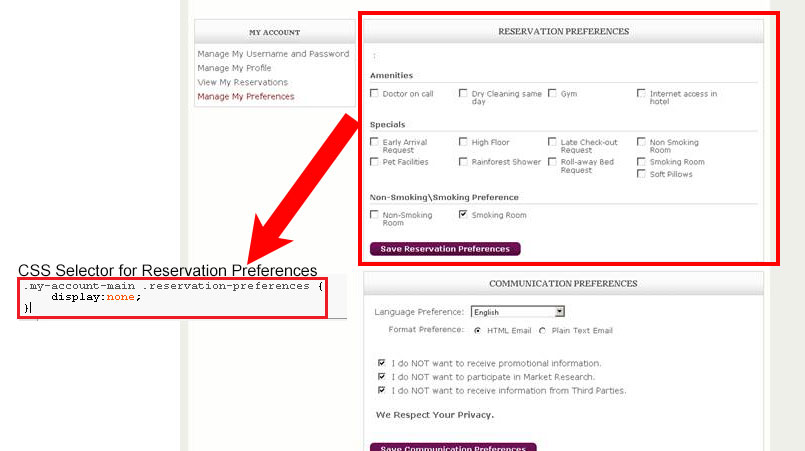 MY ACCOUNT
Manage My Username and Password
Manage My Profile
View My Reservations
Manage My Preferences
RESERVATION PREFERENCES
:
Amenities
Doctor on call
Dry Cleaning same
day
Gym
Internet access in
hotel
Specials
Early Arrival
Request
High Floor
Late Check-out
Request
Non Smoking
Room
Pet Facilities
Rainforest Shower
Roll-away Bed
Request
Smoking Room
Soft Pillows
Non-Smoking\Smoking Preference
Non-Smoking
Room
Smoking Room
Save Reservation Preferences
CSS Selector for Reservation Preferences
.my-account-main .reservation-preferences {
display:none;
}
COMMUNICATION PREFERENCES
Language Preference: English
Format Preference: HTML Email Plain Text Email
I do NOT want to receive promotional information.
I do NOT want to participate in Market Research.
I do NOT want to receive information from Third Parties.
We Respect Your Privacy.
Save Communication Preferences